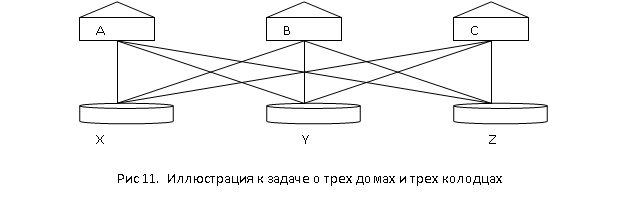 A B C
X Y Z
Рис 11. Иллюстрация к задаче о трех домах и трех колодцах